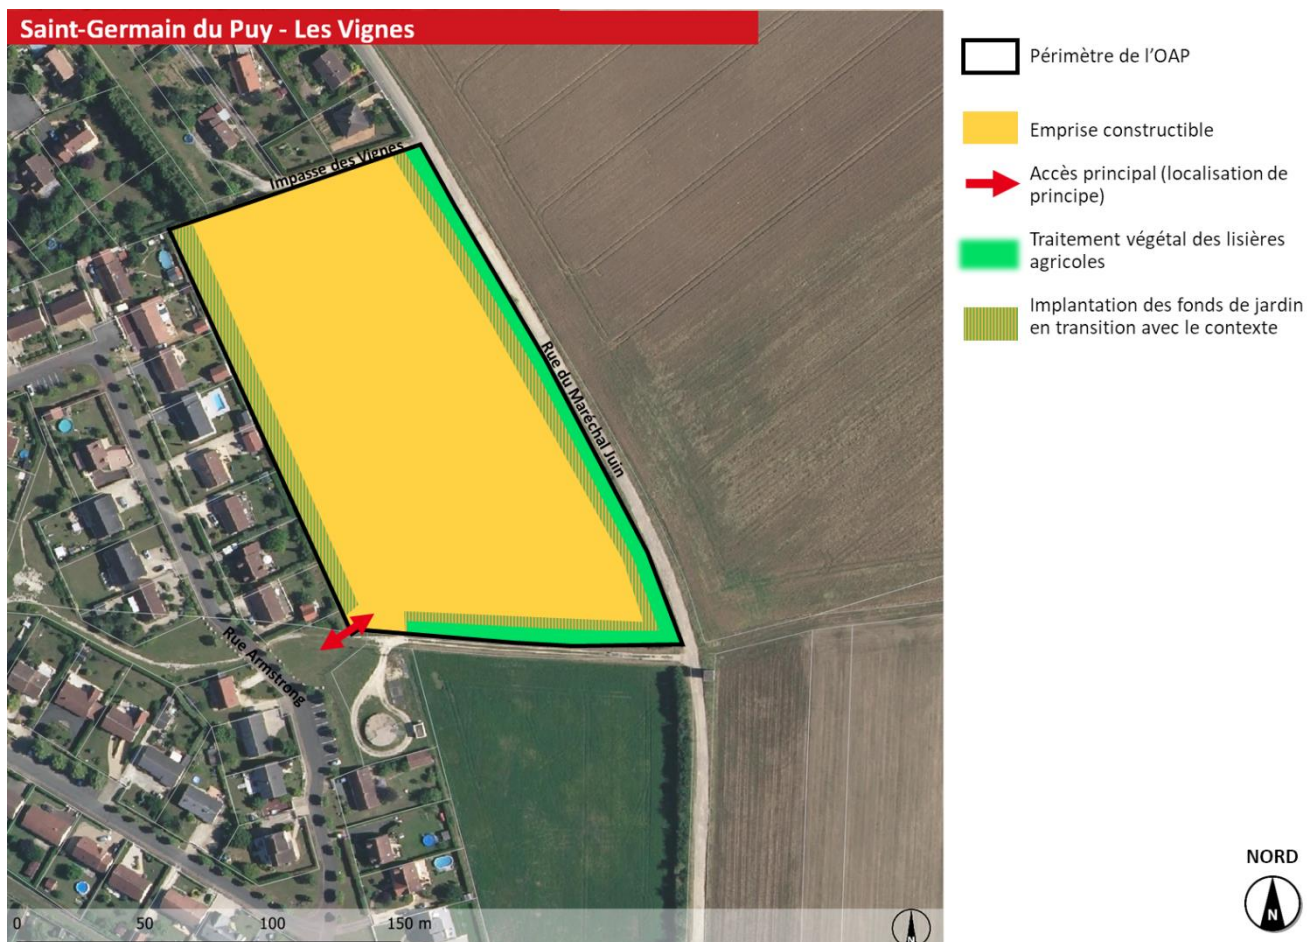 Saint-Germain du Puy - Les Vignes
Impasse des Vignes
Rue du Maréchal Juin
Rue Armstrong
0 50 100 150 m
N
Périmètre de l'OAP
Emprise constructible
Accès principal (localisation de
principe)
Traitement végétal des lisières
agricoles
Implantation des fonds de jardin
en transition avec le contexte
NORD
N